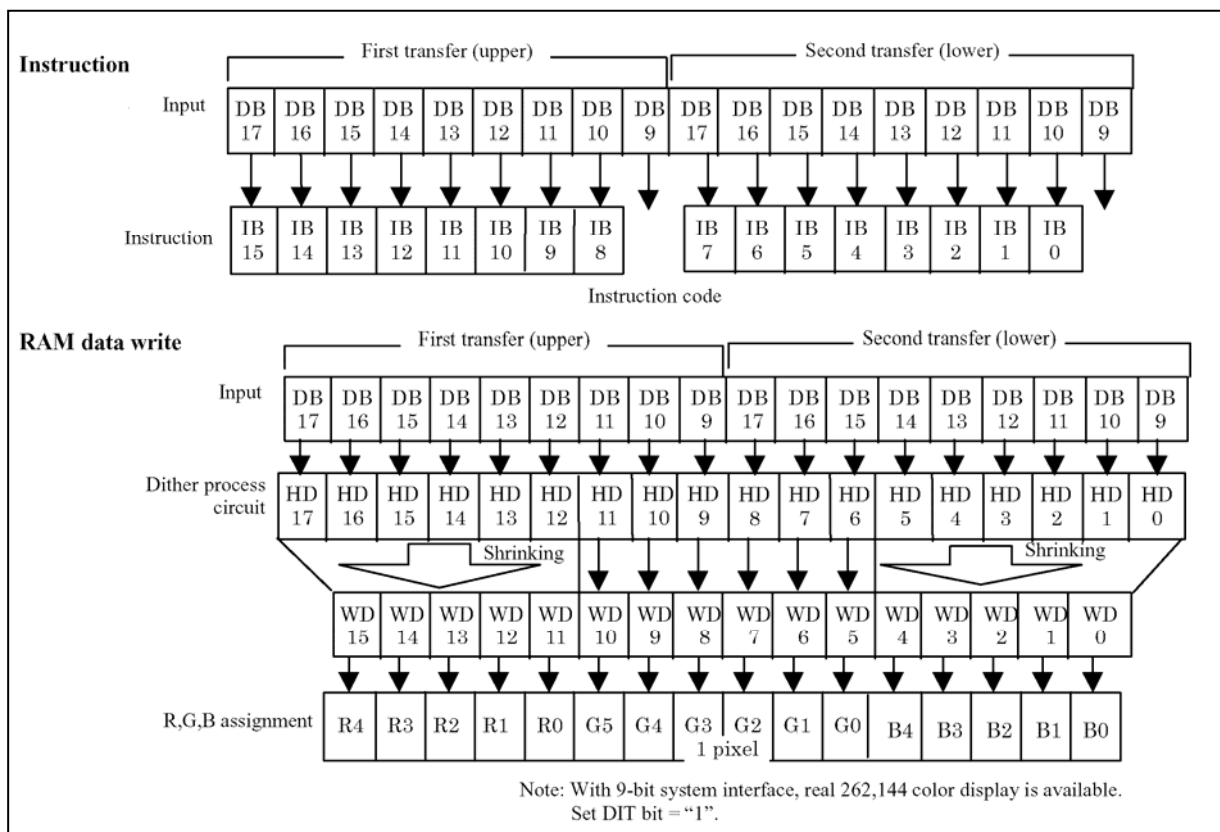 Instruction
First transfer (upper) Second transfer (lower)
Input DB 17 DB 16 DB 15 DB 14 DB 13 DB 12 DB 11 DB 10 DB 9 DB 17 DB 16 DB 15 DB 14 DB 13 DB 12 DB 11 DB 10 DB 9
Instruction IB 15 IB 14 IB 13 IB 12 IB 11 IB 10 IB 9 IB 8 IB 7 IB 6 IB 5 IB 4 IB 3 IB 2 IB 1 IB 0
Instruction code
RAM data write
First transfer (upper) Second transfer (lower)
Input DB 17 DB 16 DB 15 DB 14 DB 13 DB 12 DB 11 DB 10 DB 9 DB 17 DB 16 DB 15 DB 14 DB 13 DB 12 DB 11 DB 10 DB 9
Dither process circuit HD 17 HD 16 HD 15 HD 14 HD 13 HD 12 HD 11 HD 10 HD 9 HD 8 HD 7 HD 6 HD 5 HD 4 HD 3 HD 2 HD 1 HD 0
Shrinking Shrinking
WD 15 WD 14 WD 13 WD 12 WD 11 WD 10 WD 9 WD 8 WD 7 WD 6 WD 5 WD 4 WD 3 WD 2 WD 1 WD 0
R,G,B assignment R4 R3 R2 R1 R0 G5 G4 G3 G2 G1 G0 B4 B3 B2 B1 B0
1 pixel
Note: With 9-bit system interface, real 262,144 color display is available.
Set DIT bit = “1”.